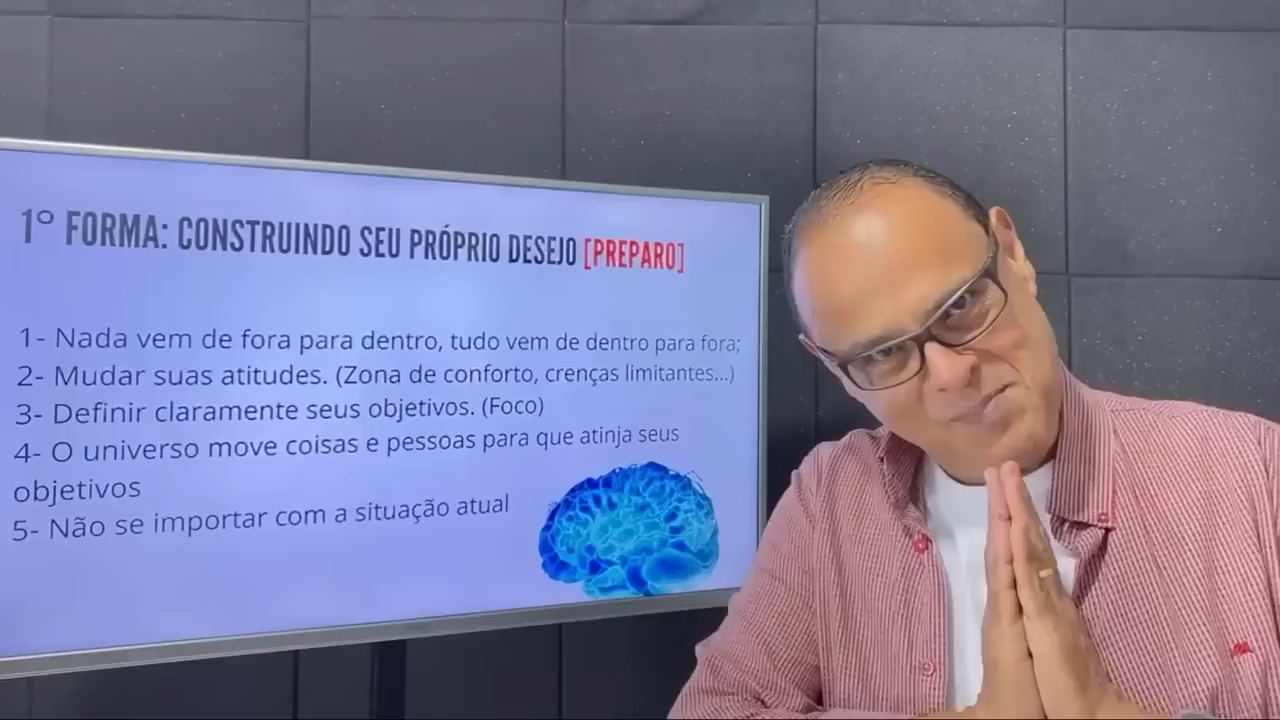 1º FORMA: CONSTRUINDO SEU PRÓPRIO DESEJO [PREPARO]
1- Nada vem de fora para dentro, tudo vem de dentro para fora;
2- Mudar suas atitudes. (Zona de conforto, crenças limitantes...)
3- Definir claramente seus objetivos. (Foco)
4- O universo move coisas e pessoas para que atinja seus
objetivos
5- Não se importar com a situação atual